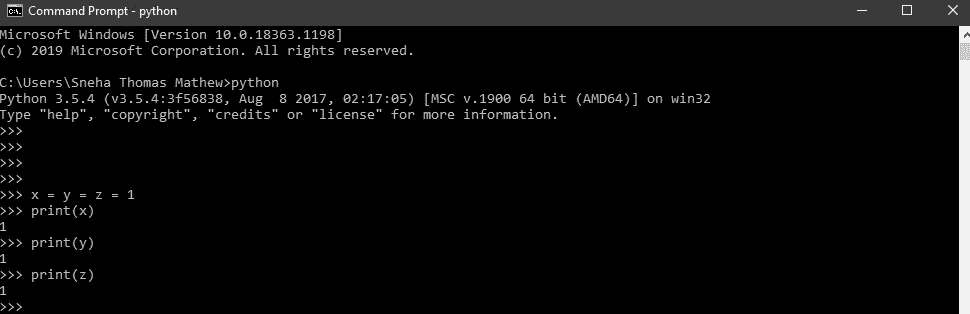 Command Prompt - python
Microsoft Windows [Version 10.0.18363.1198]
(c) 2019 Microsoft Corporation. All rights reserved.
C:\Users\Sneha Thomas Mathew>python
Python 3.5.4 (v3.5.4:3f56838, Aug  8 2017, 02:17:05) [MSC v.1900 64 bit (AMD64)] on win32
Type "help", "copyright", "credits" or "license" for more information.
>>>
>>>
>>>
>>>
>>> x = y = z = 1
>>> print(x)
1
>>> print(y)
1
>>> print(z)
1
>>>